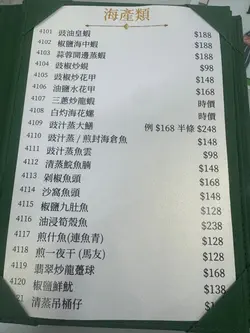 海產類
4101 豉油皇蝦 $188
4102 椒鹽海中蝦 $188
4103 蒜蓉開邊蒸蝦 $188
4104 豉椒炒蝦 $98
4105 豉椒炒花甲 $148
4106 油鹽水花甲 $148
4107 三蔥炒龍蝦 時價
4108 白灼海花螺 時價
4109 豉汁蒸大鱔 例 $168 半條 $248
4110 豉汁蒸/煎封海倉魚 $148
4111 豉汁蒸魚雲 $98
4112 清蒸鯇魚腩 $148
4113 剁椒魚頭 $168
4114 沙窩魚頭 $148
4115 椒鹽九肚魚 $128
4116 油浸筍殼魚 $238
4117 煎什魚(連魚青) $128
4118 煎一夜干(馬友) $128
4119 翡翠炒龍躉球 $168
4120 椒鹽鮮魷 $138
清蒸吊桶仔